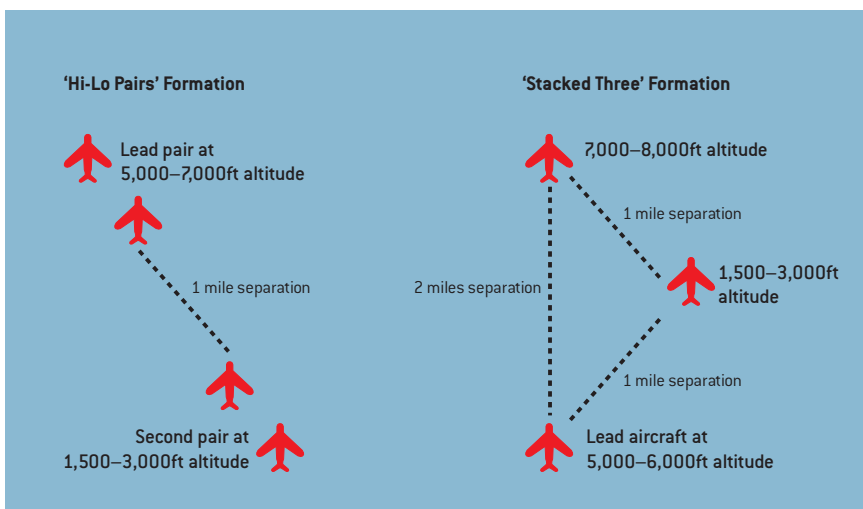 ‘Hi-Lo Pairs’ Formation
Lead pair at
5,000–7,000ft altitude
1 mile separation
Second pair at
1,500–3,000ft altitude
‘Stacked Three’ Formation
7,000–8,000ft altitude
1 mile separation
2 miles separation
1,500–3,000ft
altitude
1 mile separation
Lead aircraft at
5,000–6,000ft altitude